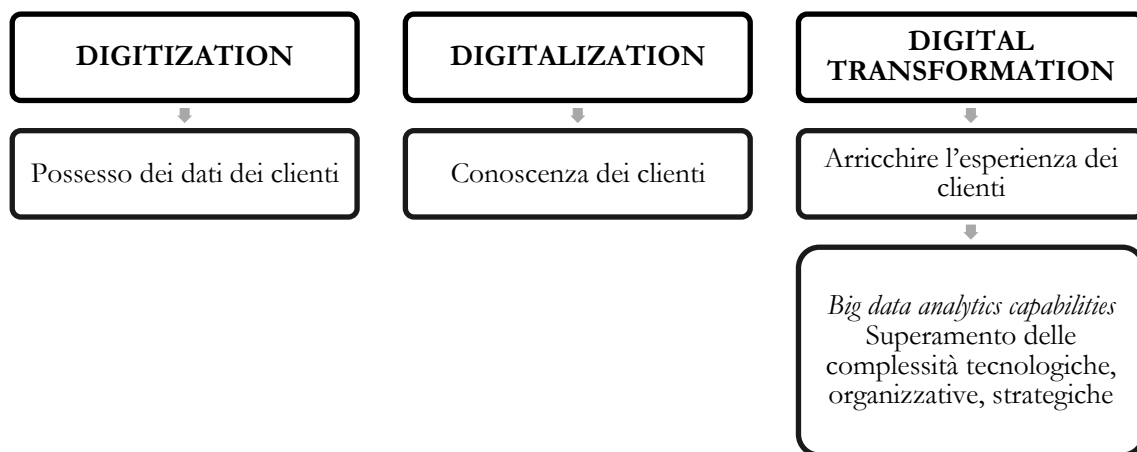 DIGITIZATION
Possesso dei dati dei clienti
DIGITALIZATION
Conoscenza dei clienti
DIGITAL
TRANSFORMATION
Arricchire l’esperienza dei
clienti
Big data analytics capabilities
Superamento delle
complessità tecnologiche,
organizzative, strategiche